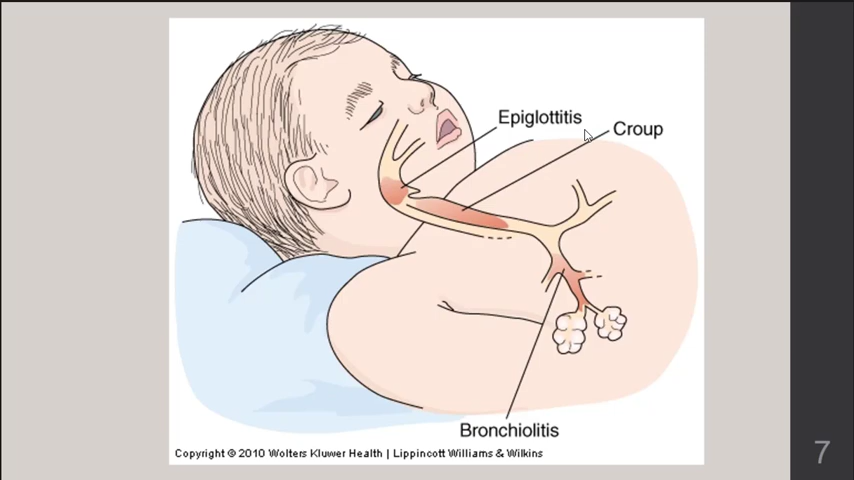 Epiglottitis
Croup
Bronchiolitis
Copyright © 2010 Wolters Kluwer Health | Lippincott Williams & Wilkins
7